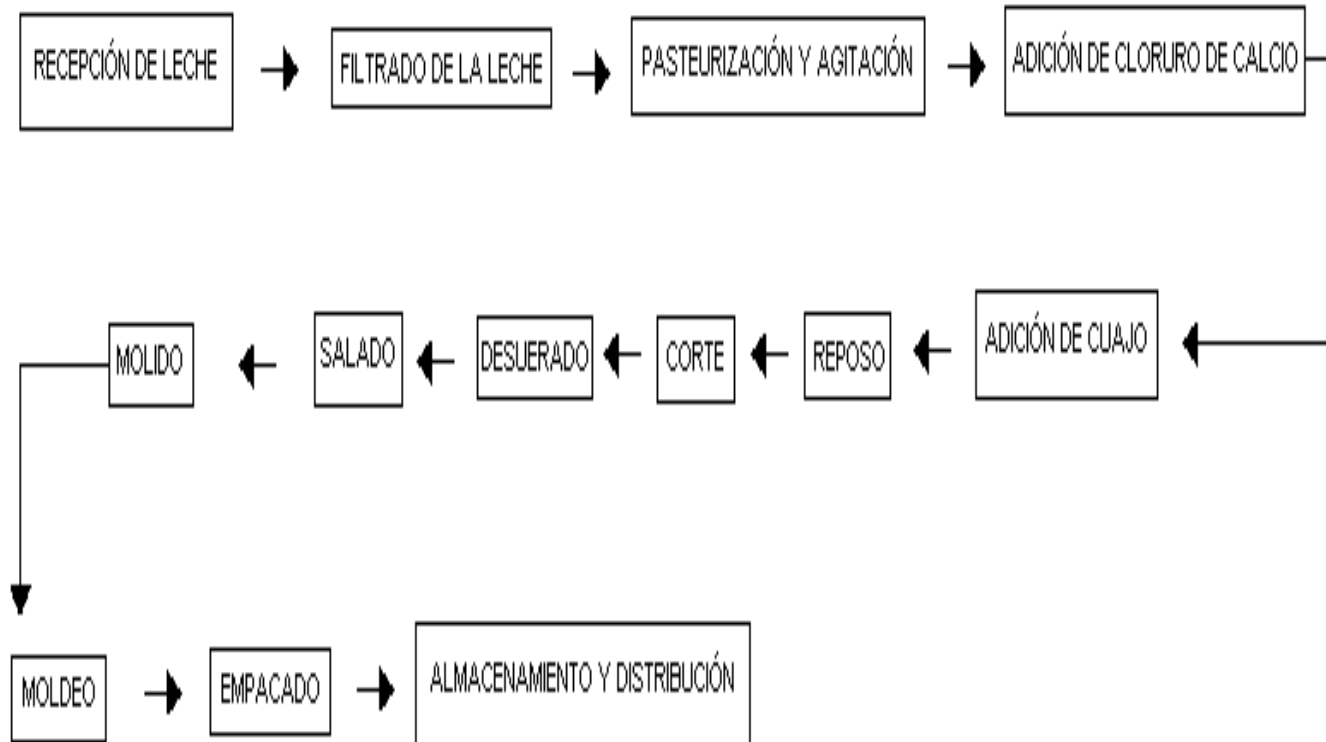 RECEPCIÓN DE LECHE
FILTRADO DE LA LECHE
PASTEURIZACIÓN Y AGITACIÓN
ADICIÓN DE CLORURO DE CALCIO
ADICIÓN DE CUAJO
REPOSO
CORTE
DESUERADO
SALADO
MOLIDO
MOLDEO
EMPACADO
ALMACENAMIENTO Y DISTRIBUCIÓN